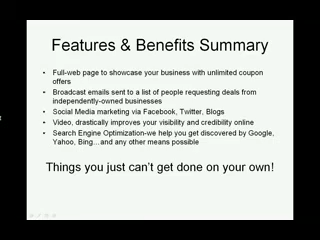 Features & Benefits Summary
• Full-web page to showcase your business with unlimited coupon
offers
• Broadcast emails sent to a list of people requesting deals from
independently-owned businesses
• Social Media marketing via Facebook, Twitter, Blogs
• Video, drastically improves your visibility and credibility online
• Search Engine Optimization-we help you get discovered by Google,
Yahoo, Bing...and any other means possible
Things you just can't get done on your own!